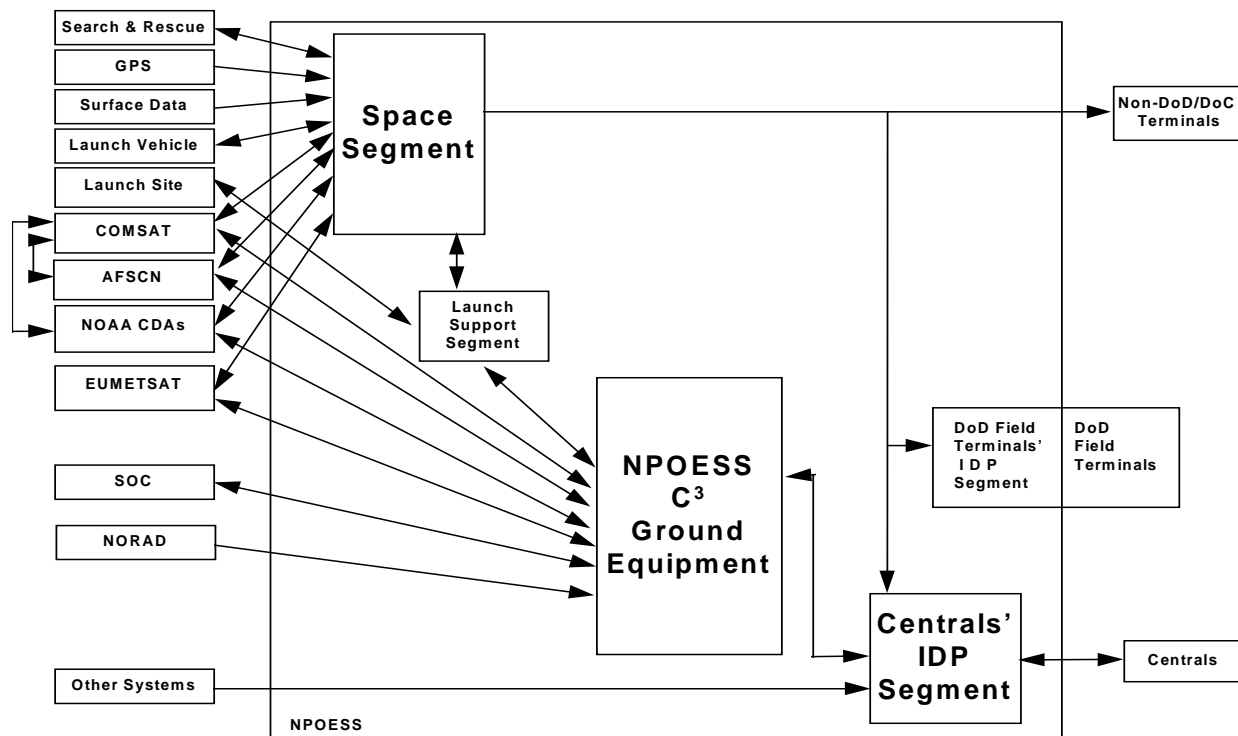 Search & Rescue
GPS
Surface Data
Launch Vehicle
Launch Site
COMSAT
AFSCN
NOAA CDAs
EUMETSAT
SOC
NORAD
Other Systems
Space
Segment
Launch
Support
Segment
NPOESS
C³
Ground
Equipment
Non-DoD/DoC
Terminals
DoD Field
Terminals’
I D P
Segment
DoD
Field
Terminals
Centrals’
IDP
Segment
Centrals
NPOESS